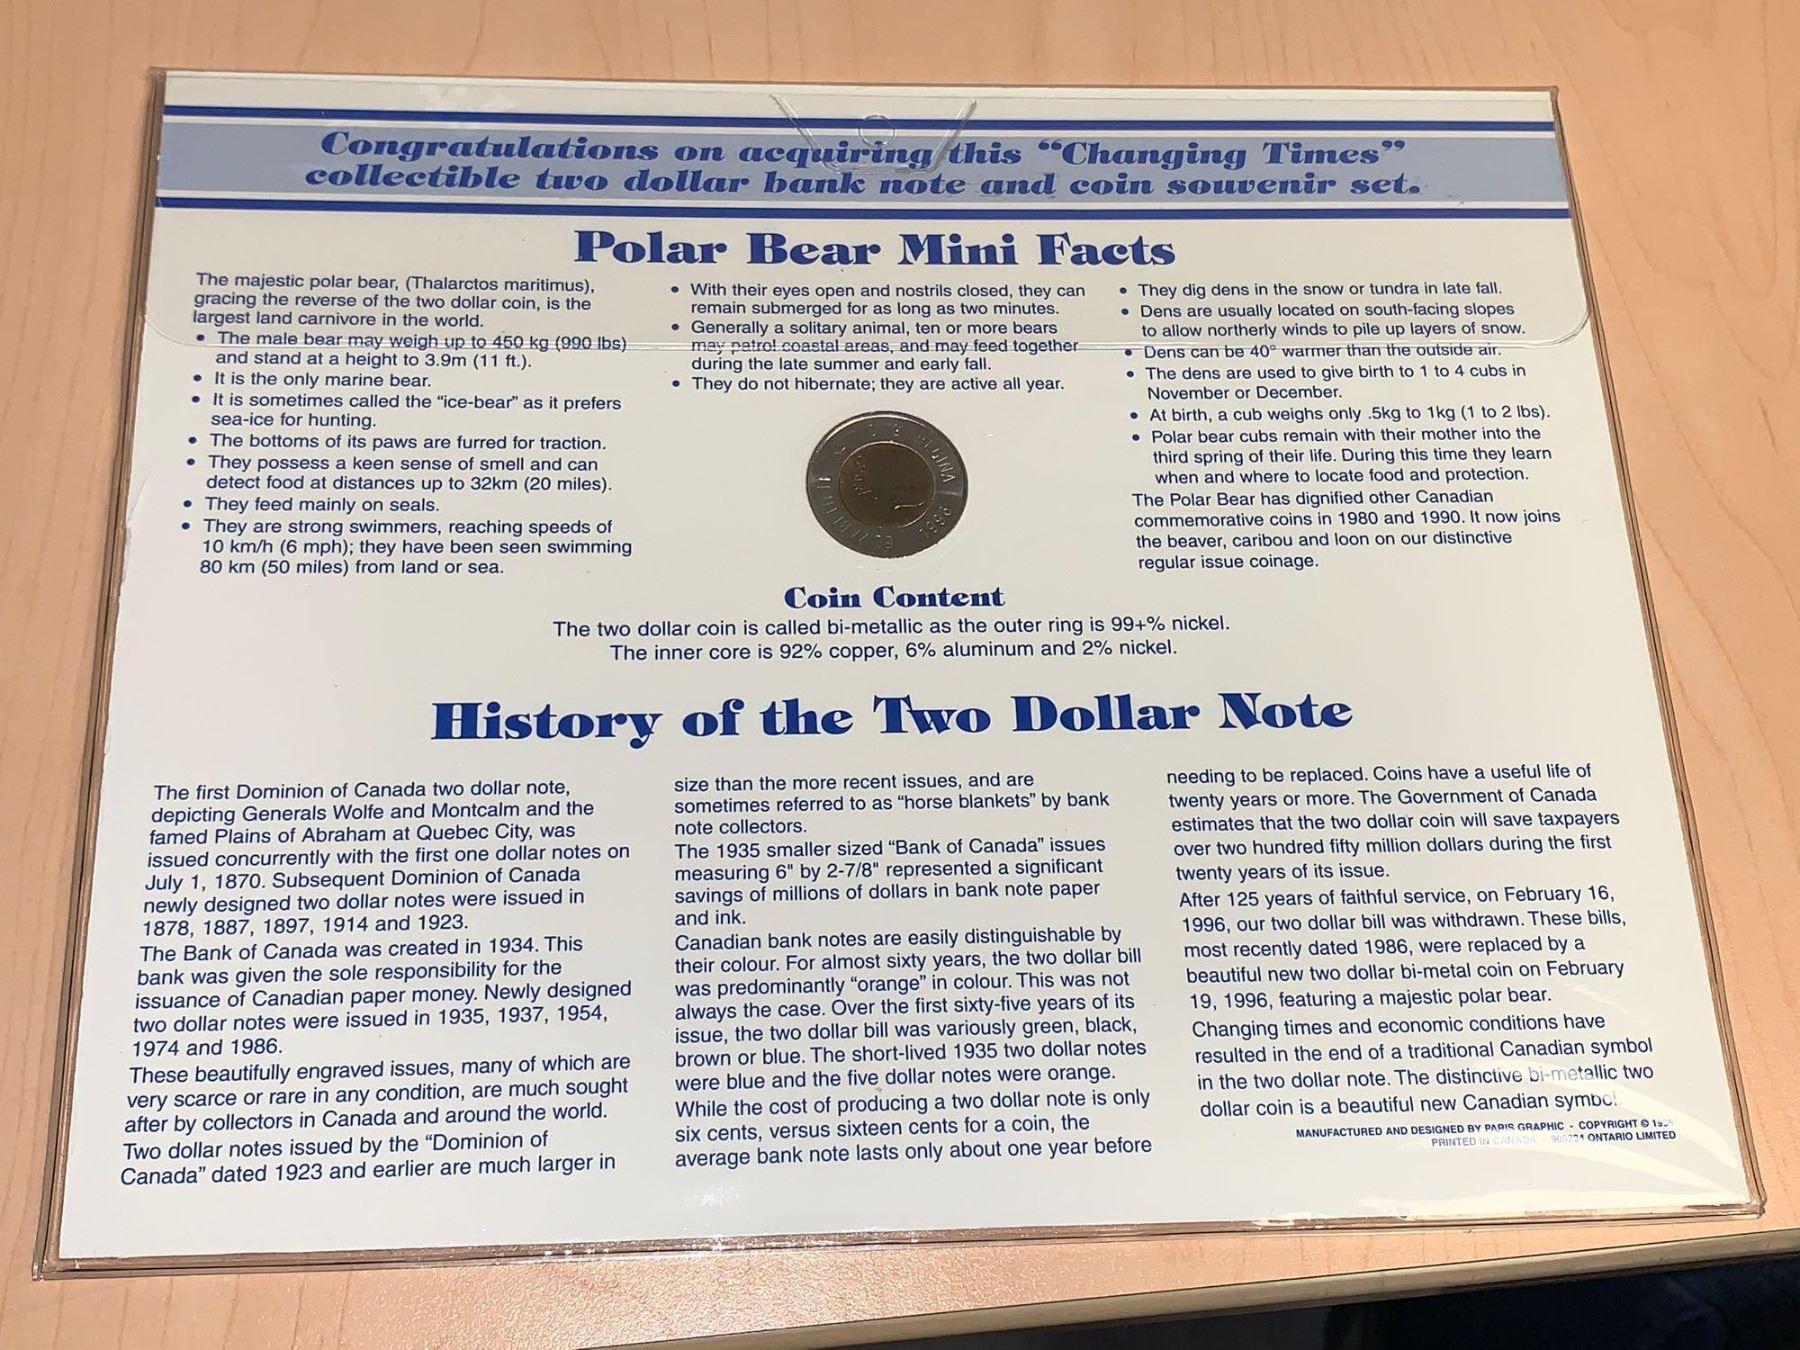 Congratulations on acquiring this “Changing Times”
collectible two dollar bank note and coin souvenir set.
Polar Bear Mini Facts
The majestic polar bear, (Thalarctos maritimus),
gracing the reverse of the two dollar coin, is the
largest land carnivore in the world.
• The male bear may weigh up to 450 kg (990 lbs)
and stand at a height to 3.9m (11 ft.).
• It is the only marine bear.
• It is sometimes called the “ice-bear” as it prefers
sea-ice for hunting.
• The bottoms of its paws are furred for traction.
• They possess a keen sense of smell and can
detect food at distances up to 32km (20 miles).
• They feed mainly on seals.
• They are strong swimmers, reaching speeds of
10 km/h (6 mph); they have been seen swimming
80 km (50 miles) from land or sea.
• With their eyes open and nostrils closed, they can
remain submerged for as long as two minutes.
• Generally a solitary animal, ten or more bears
may patrol coastal areas, and may feed together
during the late summer and early fall.
• They do not hibernate; they are active all year.
REGINA
1996
• They dig dens in the snow or tundra in late fall.
• Dens are usually located on south-facing slopes
to allow northerly winds to pile up layers of snow.
• Dens can be 40° warmer than the outside air.
• The dens are used to give birth to 1 to 4 cubs in
November or December.
• At birth, a cub weighs only .5kg to 1kg (1 to 2 lbs).
• Polar bear cubs remain with their mother into the
third spring of their life. During this time they learn
when and where to locate food and protection.
The Polar Bear has dignified other Canadian
commemorative coins in 1980 and 1990. It now joins
the beaver, caribou and loon on our distinctive
regular issue coinage.
Coin Content
The two dollar coin is called bi-metallic as the outer ring is 99+% nickel.
The inner core is 92% copper, 6% aluminum and 2% nickel.
History of the Two Dollar Note
The first Dominion of Canada two dollar note,
depicting Generals Wolfe and Montcalm and the
famed Plains of Abraham at Quebec City, was
issued concurrently with the first one dollar notes on
July 1, 1870. Subsequent Dominion of Canada
newly designed two dollar notes were issued in
1878, 1887, 1897, 1914 and 1923.
The Bank of Canada was created in 1934. This
bank was given the sole responsibility for the
issuance of Canadian paper money. Newly designed
two dollar notes were issued in 1935, 1937, 1954,
1974 and 1986.
These beautifully engraved issues, many of which are
very scarce or rare in any condition, are much sought
after by collectors in Canada and around the world.
Two dollar notes issued by the “Dominion of
Canada” dated 1923 and earlier are much larger in
size than the more recent issues, and are
sometimes referred to as “horse blankets” by bank
note collectors.
The 1935 smaller sized “Bank of Canada” issues
measuring 6" by 2-7/8" represented a significant
savings of millions of dollars in bank note paper
and ink.
Canadian bank notes are easily distinguishable by
their colour. For almost sixty years, the two dollar bill
was predominantly “orange” in colour. This was not
always the case. Over the first sixty-five years of its
issue, the two dollar bill was variously green, black,
brown or blue. The short-lived 1935 two dollar notes
were blue and the five dollar notes were orange.
While the cost of producing a two dollar note is only
six cents, versus sixteen cents for a coin, the
average bank note lasts only about one year before
needing to be replaced. Coins have a useful life of
twenty years or more. The Government of Canada
estimates that the two dollar coin will save taxpayers
over two hundred fifty million dollars during the first
twenty years of its issue.
After 125 years of faithful service, on February 16,
1996, our two dollar bill was withdrawn. These bills,
most recently dated 1986, were replaced by a
beautiful new two dollar bi-metal coin on February
19, 1996, featuring a majestic polar bear.
Changing times and economic conditions have
resulted in the end of a traditional Canadian symbol
in the two dollar note. The distinctive bi-metallic two
dollar coin is a beautiful new Canadian symbol.
MANUFACTURED AND DESIGNED BY PARIS GRAPHIC - COPYRIGHT ©
PRINTED IN CANADA ONTARIO LIMITED